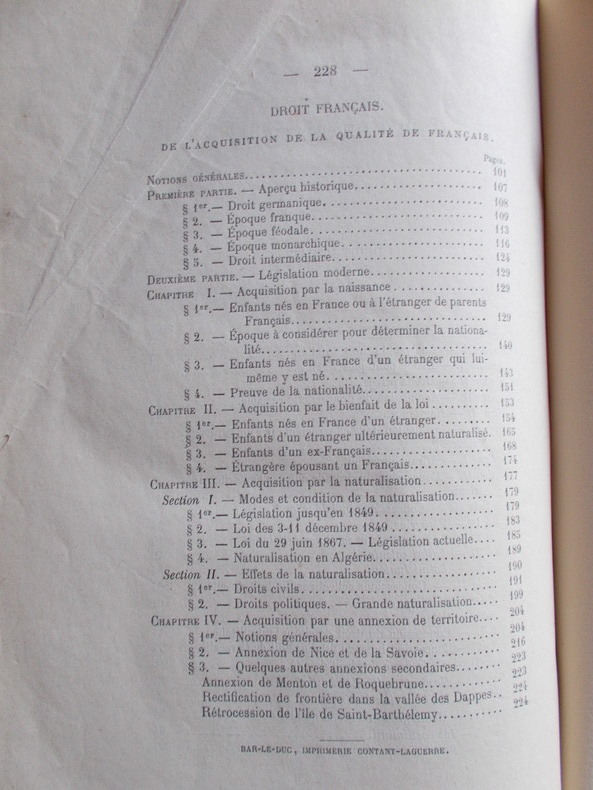 — 228 —
DROIT FRANÇAIS.
DE L'ACQUISITION DE LA QUALITÉ DE FRANÇAIS.
Pages.
NOTIONS GÉNÉRALES.......... 101
PREMIÈRE PARTIE. — Aperçu historique.......... 107
§ 1er. — Droit germanique.......... 108
§ 2. — Époque franque.......... 109
§ 3. — Époque féodale.......... 113
§ 4. — Époque monarchique.......... 116
§ 5. — Droit intermédiaire.......... 124
DEUXIÈME PARTIE. — Législation moderne.......... 129
CHAPITRE I. — Acquisition par la naissance.......... 129
§ 1er. — Enfants nés en France ou à l'étranger de parents
Français.......... 129
§ 2. — Époque à considérer pour déterminer la nationa-
lité.......... 140
§ 3. — Enfants nés en France d'un étranger qui lui-
même y est né.......... 143
§ 4. — Preuve de la nationalité.......... 151
CHAPITRE II. — Acquisition par le bienfait de la loi.......... 153
§ 1er. — Enfants nés en France d'un étranger.......... 154
§ 2. — Enfants d'un étranger ultérieurement naturalisé. 165
§ 3. — Enfants d'un ex-Français.......... 168
§ 4. — Étrangère épousant un Français.......... 174
CHAPITRE III. — Acquisition par la naturalisation.......... 177
Section I. — Modes et condition de la naturalisation.......... 179
§ 1er. — Législation jusqu'en 1849.......... 179
§ 2. — Loi des 3-11 décembre 1849.......... 183
§ 3. — Loi du 29 juin 1867. — Législation actuelle.......... 185
§ 4. — Naturalisation en Algérie.......... 189
Section II. — Effets de la naturalisation.......... 190
§ 1er. — Droits civils.......... 191
§ 2. — Droits politiques. — Grande naturalisation.......... 199
CHAPITRE IV. — Acquisition par une annexion de territoire.... 204
§ 1er. — Notions générales.......... 204
§ 2. — Annexion de Nice et de la Savoie.......... 216
§ 3. — Quelques autres annexions secondaires.......... 223
Annexion de Menton et de Roquebrune.......... 223
Rectification de frontière dans la vallée des Dappes.. 224
Rétrocession de l'île de Saint-Barthélemy.......... 224
BAR-LE-DUC, IMPRIMERIE CONTANT-LAGUERRE.